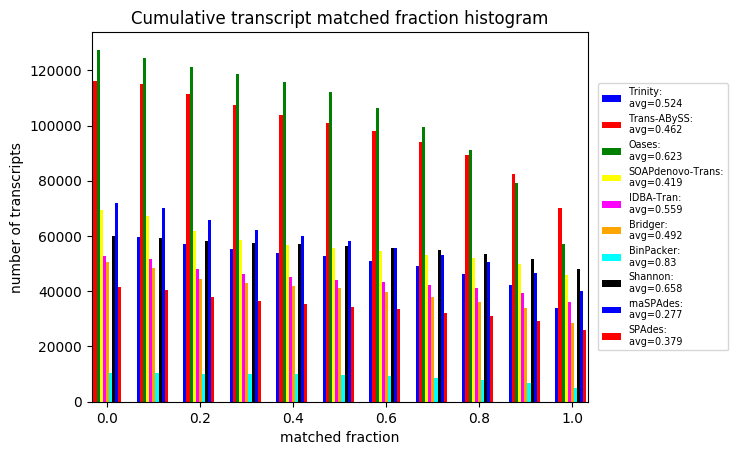 Cumulative transcript matched fraction histogram
number of transcripts
120000
100000
80000
60000
40000
20000
0
0.0 0.2 0.4 0.6 0.8 1.0
matched fraction
Trinity:
avg=0.524
Trans-ABySS:
avg=0.462
Oases:
avg=0.623
SOAPdenovo-Trans:
avg=0.419
IDBA-Tran:
avg=0.559
Bridger:
avg=0.492
BinPacker:
avg=0.83
Shannon:
avg=0.658
rnaSPAdes:
avg=0.277
SPAdes:
avg=0.379